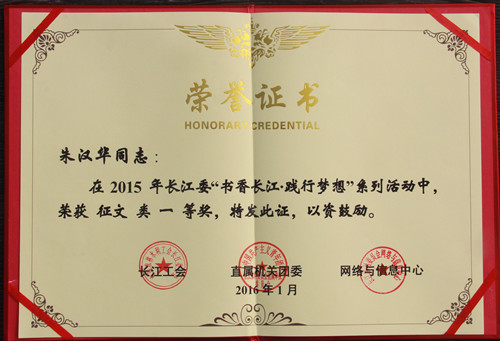 荣誉证书
HONORARY CREDENTIAL
朱汉华同志：
在2015年长江委“书香长江·践行梦想”系列活动中，
荣获 征文 类 一 等奖，特发此证，以资鼓励。
长江工会 直属机关团委 网络与信息中心
2016年1月